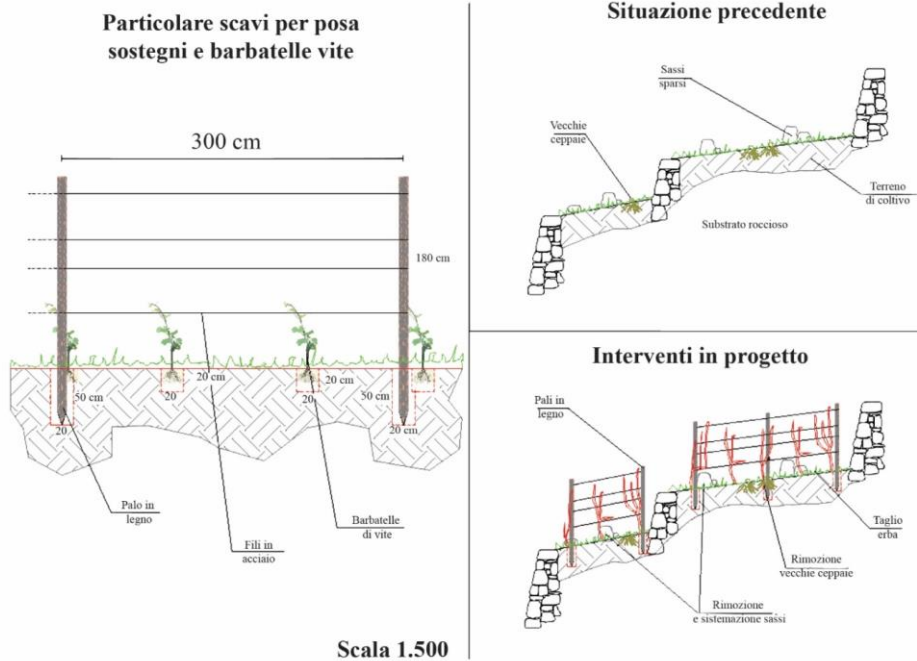 Particolare scavi per posa
sostegni e barbatelle vite
300 cm
180 cm
20 cm
20 cm
50 cm
20
20
50 cm
20
20 cm
Palo in
legno
Fili in
acciaio
Barbatelle
di vite
Scala 1.500
Situazione precedente
Sassi
sparsi
Vecchie
ceppaie
Terreno
di coltivo
Substrato roccioso
Interventi in progetto
Pali in
legno
Taglio
erba
Rimozione
vecchie ceppaie
Rimozione
e sistemazione sassi